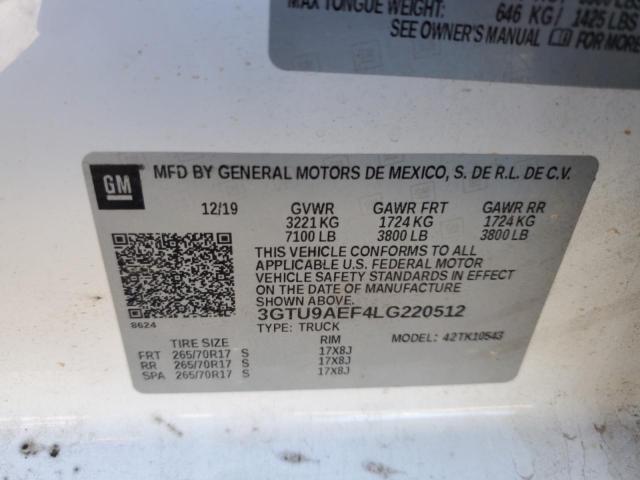 MAX TONGUE WEIGHT: 646 KG/ 1425 LBS
SEE OWNER'S MANUAL FOR MORE
GM
MFD BY GENERAL MOTORS DE MEXICO, S. DE R.L. DE C.V.
12/19 GVWR GAWR FRT GAWR RR
3221 KG 1724 KG 1724 KG
7100 LB 3800 LB 3800 LB
THIS VEHICLE CONFORMS TO ALL
APPLICABLE U.S. FEDERAL MOTOR
VEHICLE SAFETY STANDARDS IN EFFECT
ON THE DATE OF MANUFACTURE SHOWN ABOVE.
3GTU9AEF4LG220512
8624
TYPE: TRUCK MODEL: 42TK10543
TIRE SIZE RIM
FRT 265/70R17 S 17X8J
RR 265/70R17 S 17X8J
SPA 265/70R17 S 17X8J